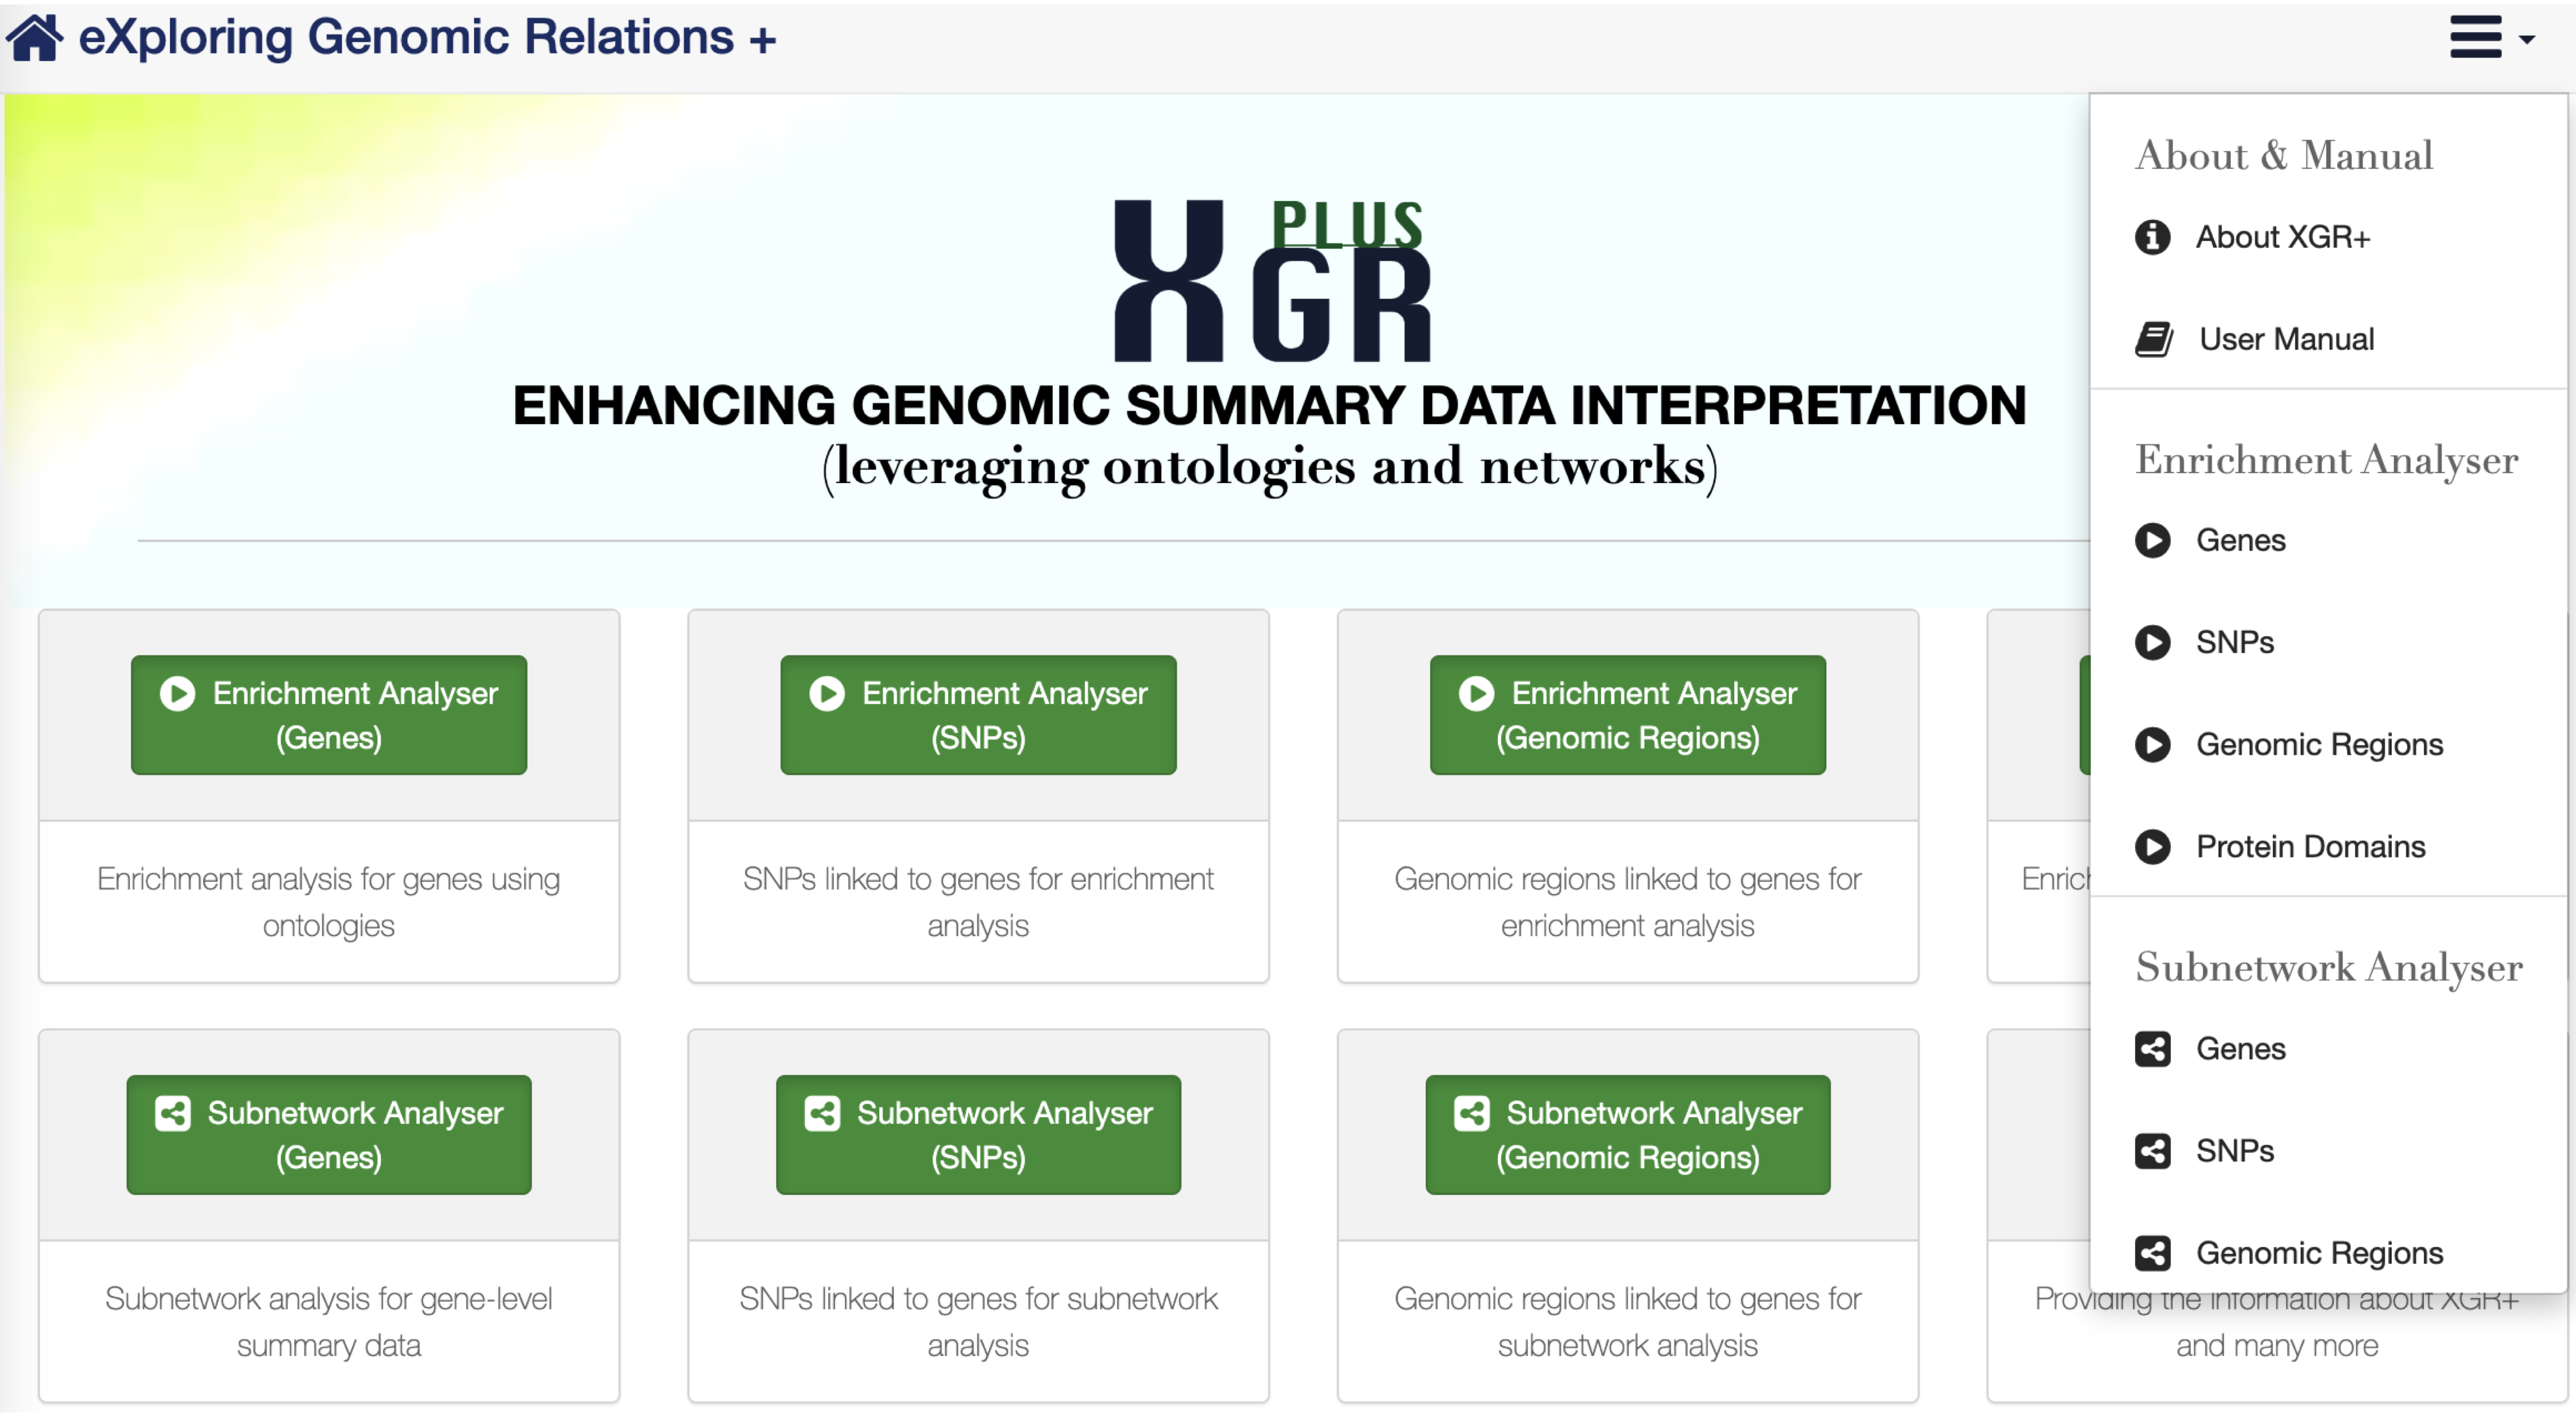 eXploring Genomic Relations +
PLUS
XGR
ENHANCING GENOMIC SUMMARY DATA INTERPRETATION
(leveraging ontologies and networks)
Enrichment Analyser
(Genes)
Enrichment analysis for genes using
ontologies
Enrichment Analyser
(SNPs)
SNPs linked to genes for enrichment
analysis
Enrichment Analyser
(Genomic Regions)
Genomic regions linked to genes for
enrichment analysis
Subnetwork Analyser
(Genes)
Subnetwork analysis for gene-level
summary data
Subnetwork Analyser
(SNPs)
SNPs linked to genes for subnetwork
analysis
Subnetwork Analyser
(Genomic Regions)
Genomic regions linked to genes for
subnetwork analysis
Providing the information about XGR+
and many more
About & Manual
About XGR+
User Manual
Enrichment Analyser
Genes
SNPs
Genomic Regions
Protein Domains
Subnetwork Analyser
Genes
SNPs
Genomic Regions